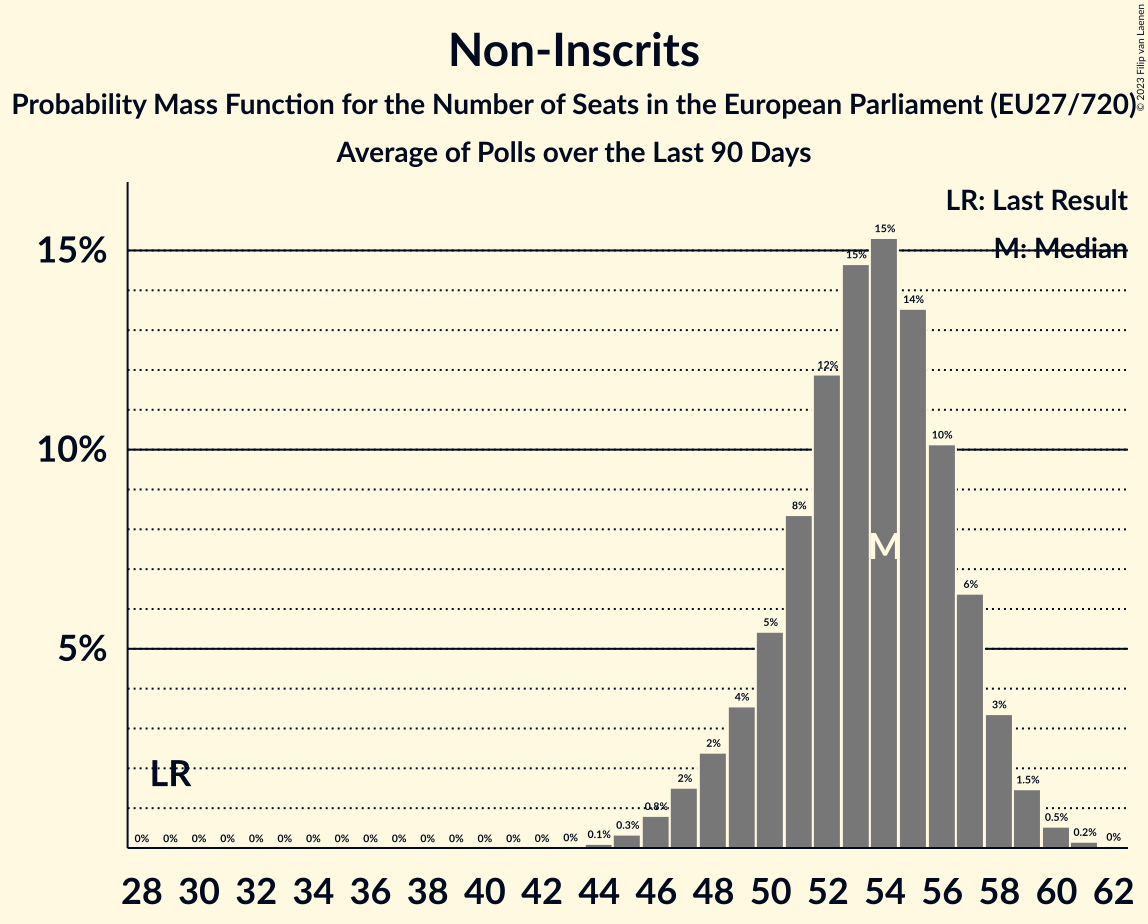 Non-Inscrits
Probability Mass Function for the Number of Seats in the European Parliament (EU27/720)
Average of Polls over the Last 90 Days
© 2023 Filip van Laenen
LR: Last Result
M: Median
15%
10%
5%
LR
M
0% 0% 0% 0% 0% 0% 0% 0% 0% 0% 0% 0% 0% 0% 0% 0% 0.1% 0.3% 0.8% 2% 2% 4% 5% 8% 12% 15% 15% 14% 10% 6% 3% 1.5% 0.5% 0.2% 0%
28 30 32 34 36 38 40 42 44 46 48 50 52 54 56 58 60 62